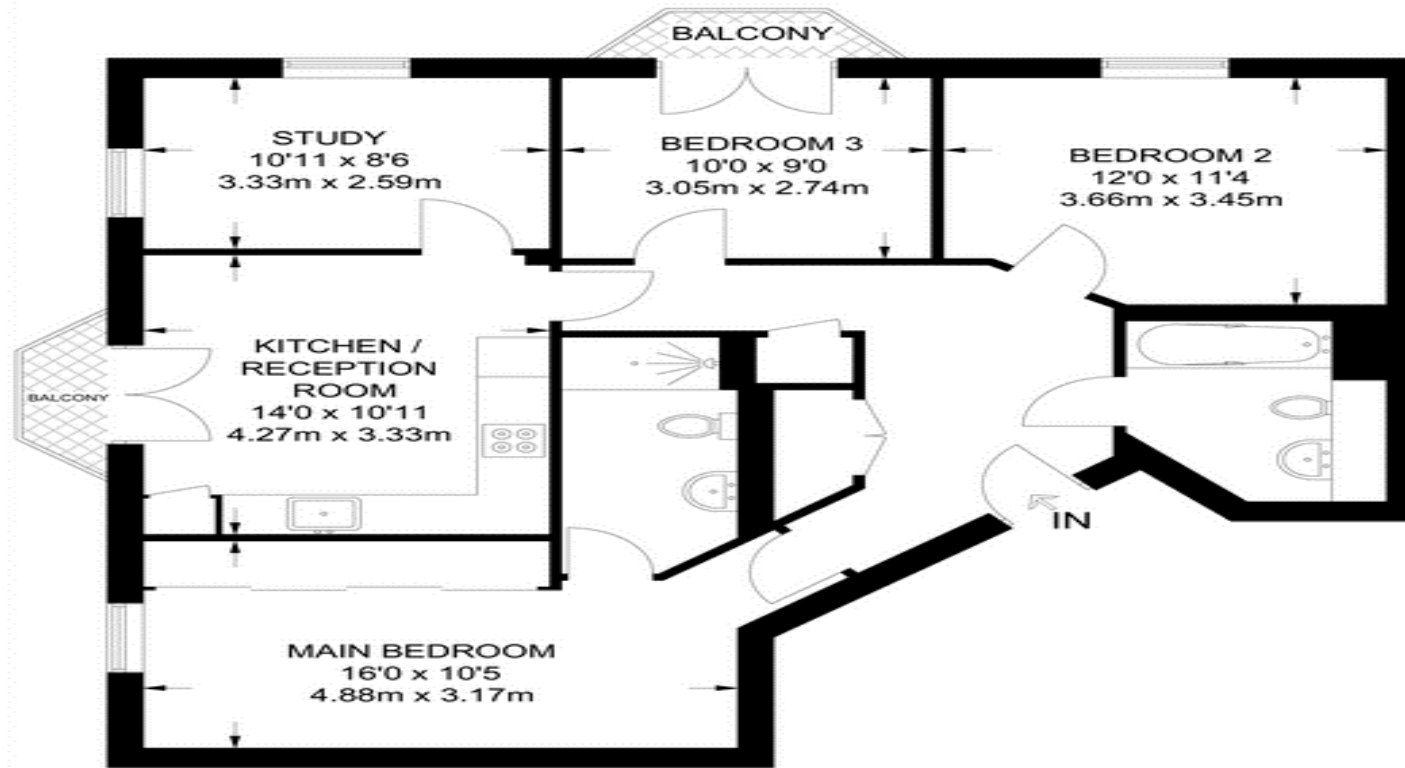 BALCONY
STUDY
10'11 x 8'6
3.33m x 2.59m
BEDROOM 3
10'0 x 9'0
3.05m x 2.74m
BEDROOM 2
12'0 x 11'4
3.66m x 3.45m
KITCHEN /
RECEPTION
ROOM
14'0 x 10'11
4.27m x 3.33m
BALCONY
IN
MAIN BEDROOM
16'0 x 10'5
4.88m x 3.17m